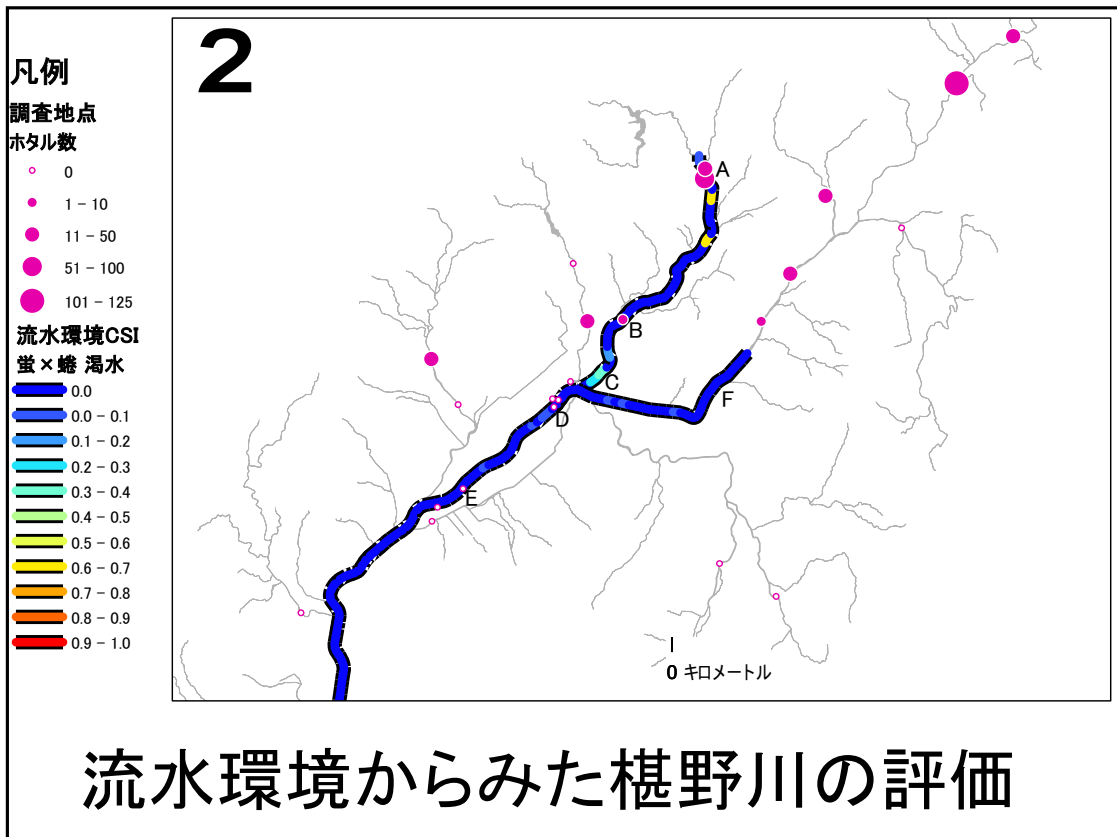 2
凡例
調査地点
ホタル数
0
1 - 10
11 - 50
51 - 100
101 - 125
流水環境CSI
蛍×蜷 渇水
0.0
0.0 - 0.1
0.1 - 0.2
0.2 - 0.3
0.3 - 0.4
0.4 - 0.5
0.5 - 0.6
0.6 - 0.7
0.7 - 0.8
0.8 - 0.9
0.9 - 1.0
A
B
C
D
E
F
0 キロメートル
流水環境からみた椹野川の評価